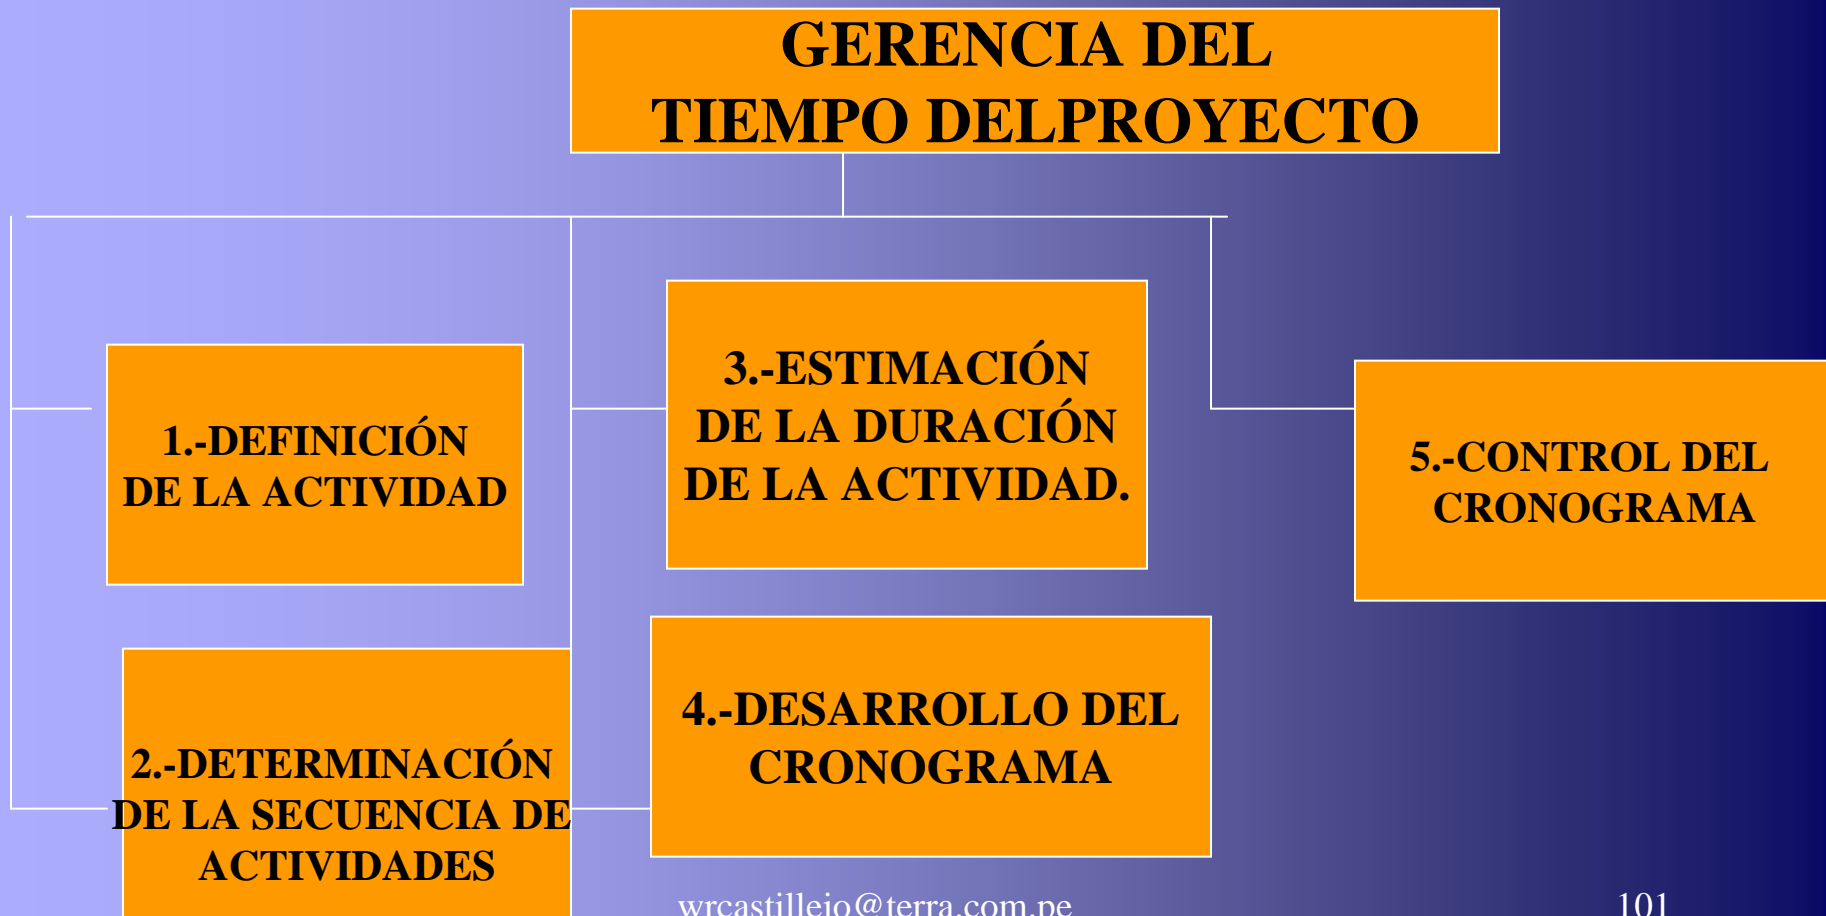 GERENCIA DEL
TIEMPO DELPROYECTO
1.-DEFINICIÓN
DE LA ACTIVIDAD
2.-DETERMINACIÓN
DE LA SECUENCIA DE
ACTIVIDADES
3.-ESTIMACIÓN
DE LA DURACIÓN
DE LA ACTIVIDAD.
4.-DESARROLLO DEL
CRONOGRAMA
5.-CONTROL DEL
CRONOGRAMA
wrcastillejo@terra.com.pe
101